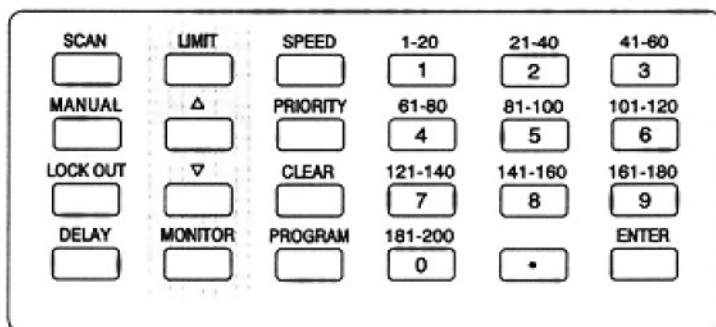 SCAN LIMIT SPEED 1-20 21-40 41-60
1 2 3
MANUAL △ PRIORITY 61-80 81-100 101-120
4 5 6
LOCK OUT ▽ CLEAR 121-140 141-160 161-180
7 8 9
DELAY MONITOR PROGRAM 181-200 ENTER
0 •